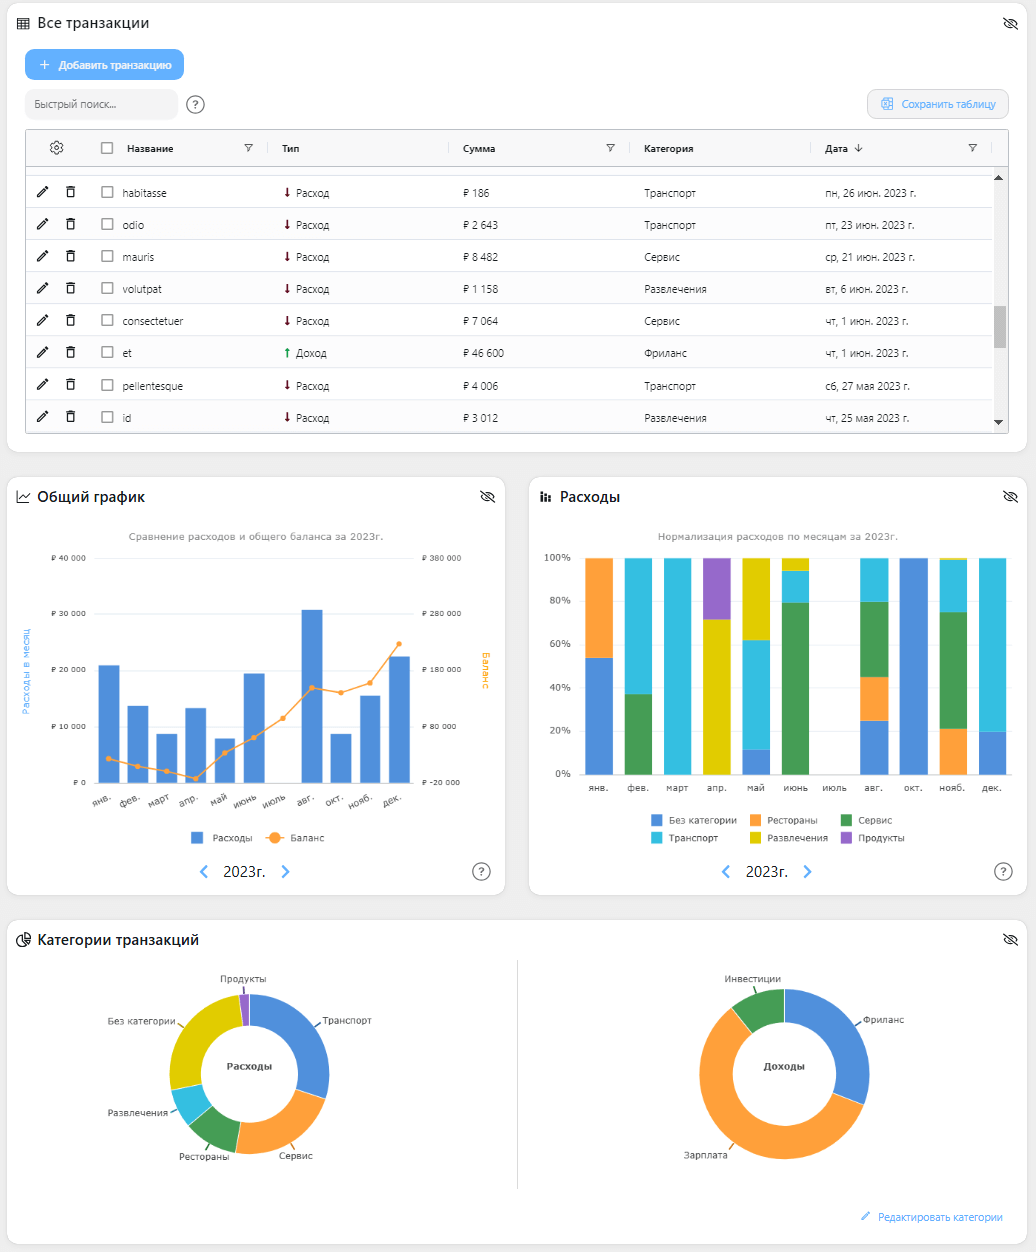 Все транзакции
+ Добавить транзакцию
Быстрый поиск... ?
Сохранить таблицу
Название Тип Сумма Категория Дата
habitasse Расход ₽ 186 Транспорт пн, 26 июн. 2023 г.
odio Расход ₽ 2 643 Транспорт пт, 23 июн. 2023 г.
mauris Расход ₽ 8 482 Сервис ср, 21 июн. 2023 г.
volutpat Расход ₽ 1 158 Развлечения вт, 6 июн. 2023 г.
consectetuer Расход ₽ 7 064 Сервис чт, 1 июн. 2023 г.
et Доход ₽ 46 600 Фриланс чт, 1 июн. 2023 г.
pellentesque Расход ₽ 4 006 Транспорт сб, 27 мая 2023 г.
id Расход ₽ 3 012 Развлечения чт, 25 мая 2023 г.
Общий график
Сравнение расходов и общего баланса за 2023г.
₽ 40 000 ₽ 380 000
₽ 30 000 ₽ 280 000
₽ 20 000 ₽ 180 000
₽ 10 000 ₽ 80 000
₽ 0 ₽ -20 000
Расходы в месяц
Баланс
янв. фев. март апр. май июнь июль авг. окт. нояб. дек.
Расходы Баланс
2023г.
?
Расходы
Нормализация расходов по месяцам за 2023г.
100%
80%
60%
40%
20%
0%
янв. фев. март апр. май июнь июль авг. окт. нояб. дек.
Без категории Рестораны Сервис
Транспорт Развлечения Продукты
2023г.
?
Категории транзакций
Продукты
Без категории
Транспорт
Расходы
Развлечения
Рестораны
Сервис
Инвестиции
Фриланс
Доходы
Зарплата
Редактировать категории